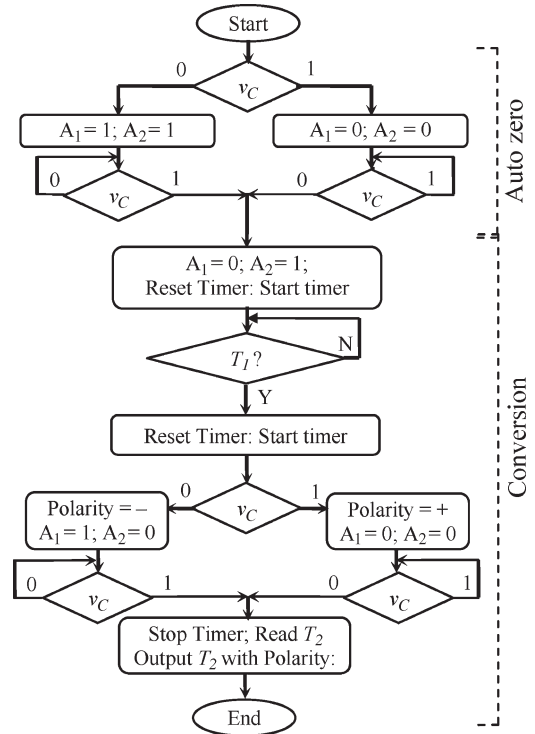 Start
0
1
v_C
A₁ = 1; A₂ = 1
A₁ = 0; A₂ = 0
0
v_C
1
0
v_C
1
Auto zero
A₁ = 0; A₂ = 1;
Reset Timer: Start timer
T₁?
N
Y
Reset Timer: Start timer
0
v_C
1
Polarity = –
A₁ = 1; A₂ = 0
Polarity = +
A₁ = 0; A₂ = 0
0
v_C
1
0
v_C
1
Stop Timer; Read T₂
Output T₂ with Polarity:
End
Conversion